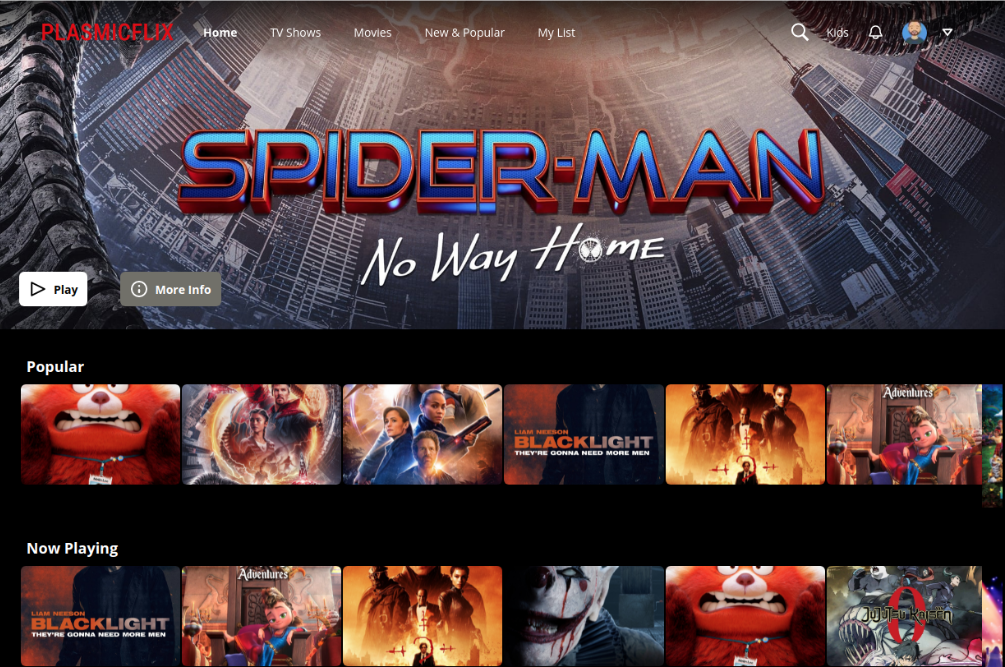 PLASMICFLIX Home TV Shows Movies New & Popular My List Kids
SPIDER-MAN
No Way Home
Play More Info
Popular
Adventures
LIAM NEESON
BLACKLIGHT
THEY'RE GONNA NEED MORE MEN
Now Playing
Adventures
LIAM NEESON
BLACKLIGHT
THEY'RE GONNA NEED MORE MEN
JUJUTSU KAISEN
0